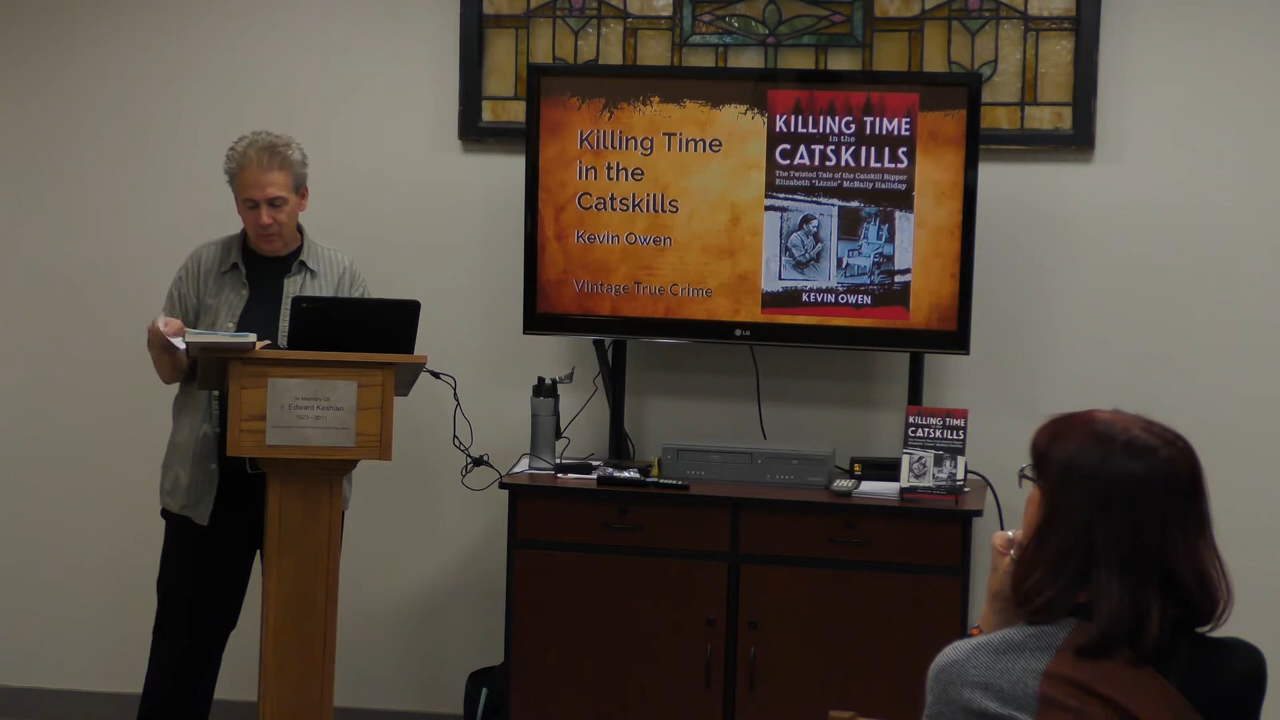 Killing Time
in the
Catskills
Kevin Owen
Vintage True Crime
KILLING TIME
in the
CATSKILLS
The Twisted Tale of the Catskill Ripper
Elizabeth "Lizzie" McNally Halliday
KEVIN OWEN
LG
In Memory Of
Edward Keshian
KILLING TIME
CATSKILLS